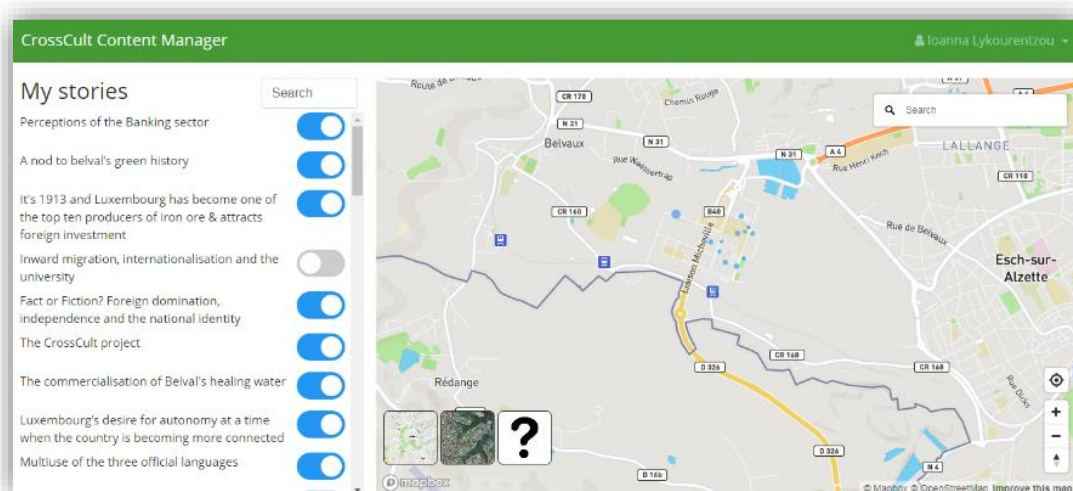 CrossCult Content Manager
Ioanna Lykourentzou
My stories
Search
Perceptions of the Banking sector
A nod to belval's green history
It's 1913 and Luxembourg has become one of
the top ten producers of iron ore & attracts
foreign investment
Inward migration, internationalisation and the
university
Fact or Fiction? Foreign domination,
independence and the national identity
The CrossCult project
The commercialisation of Belval's healing water
Luxembourg's desire for autonomy at a time
when the country is becoming more connected
Multiuse of the three official languages
Search
Route de
CR 178
Chemin Rouge
N 31
Belvaux
N 31
Rue Waassertrap
N 31
A 4
Rue Henri Koch
LALLANGE
CR 110
CR 168
B40
Rue de Belvaux
Liaison Micheville
Esch-sur-
Alzette
CR 168
D 326
CR 168
Rédange
Rue Dicks
?
D 326
D 16b
N 4
mapbox
© Mapbox © OpenStreetMap Improve this map